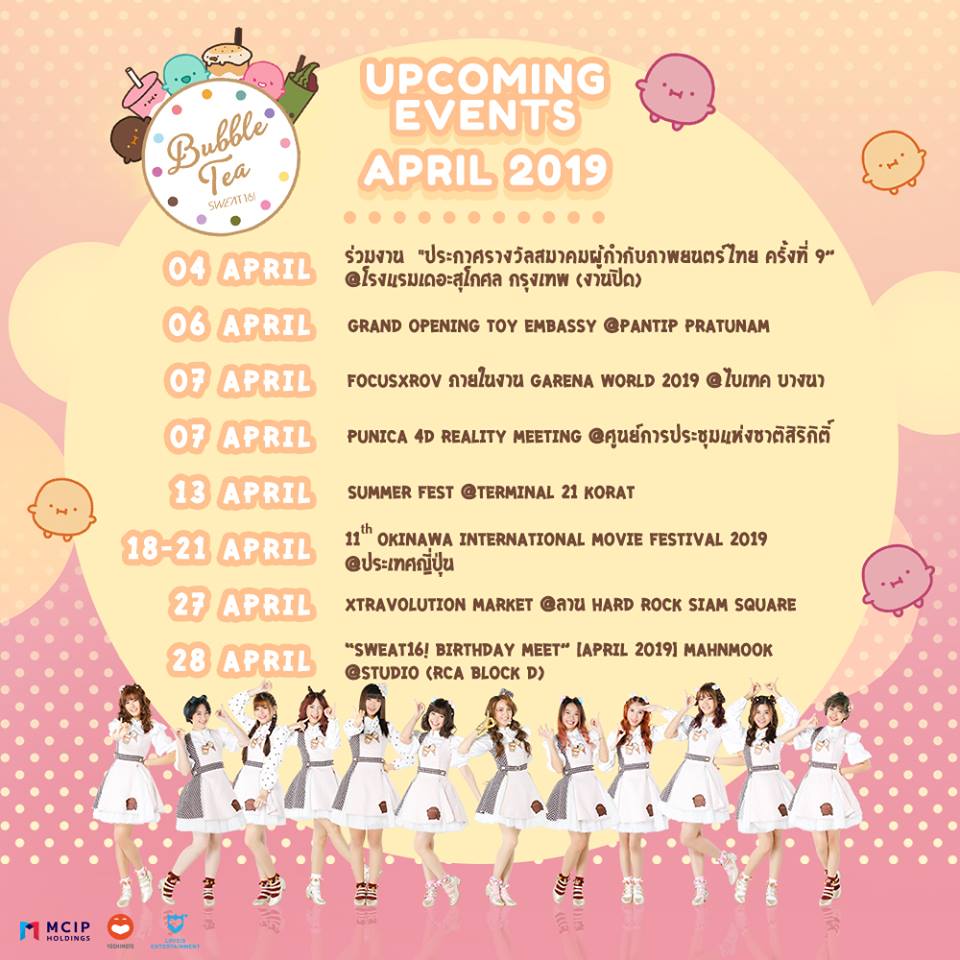 Bubble
Tea
SWEAT16!
UPCOMING
EVENTS
APRIL 2019
04 APRIL
ร่วมงาน "ประกาศรางวัลสมาคมผู้กำกับภาพยนตร์ไทย ครั้งที่ 9"
@โรงแรมเดอะสุโกศล กรุงเทพ (งานปิด)
06 APRIL
GRAND OPENING TOY EMBASSY @PANTIP PRATUNAM
07 APRIL
FOCUSXROV ภายในงาน GARENA WORLD 2019 @ไบเทค บางนา
07 APRIL
PUNICA 4D REALITY MEETING @ศูนย์การประชุมแห่งชาติสิริกิติ์
13 APRIL
SUMMER FEST @TERMINAL 21 KORAT
18-21 APRIL
11th OKINAWA INTERNATIONAL MOVIE FESTIVAL 2019
@ประเทศญี่ปุ่น
27 APRIL
XTRAVOLUTION MARKET @ลาน HARD ROCK SIAM SQUARE
28 APRIL
"SWEAT16! BIRTHDAY MEET" [APRIL 2019] MAHNMOOK
@STUDIO (RCA BLOCK D)
MCIP
HOLDINGS
YOSHIMOTO
LOVEiS
ENTERTAINMENT